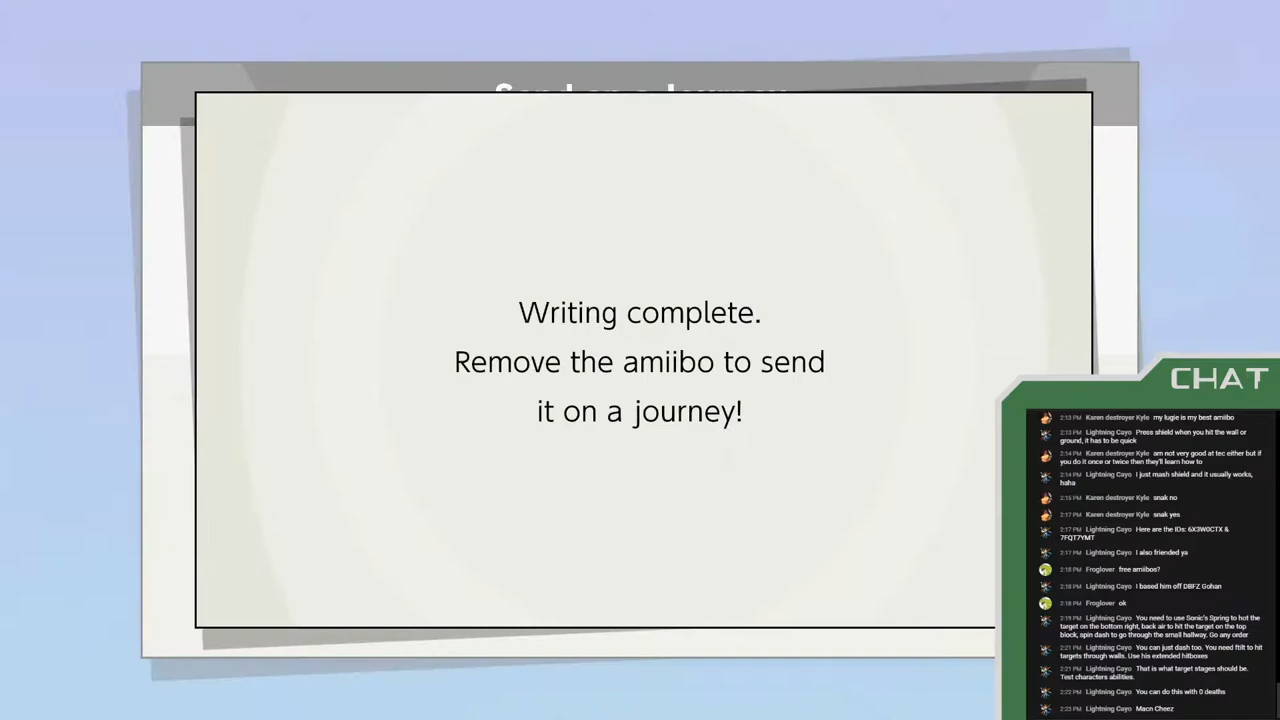 Writing complete.
Remove the amiibo to send
it on a journey!
CHAT
2:13 PM Karen destroyer Kyle my lugie is my best amiibo
2:13 PM Lightning Cayo Press shield when you hit the wall or
ground, it has to be quick
2:14 PM Karen destroyer Kyle am not very good at tec either but if
you do it once or twice then they'll learn how to
2:14 PM Lightning Cayo I just mash shield and it usually works,
haha
2:15 PM Karen destroyer Kyle snak no
2:17 PM Karen destroyer Kyle snak yes
2:17 PM Lightning Cayo Here are the IDs: 6X3W0CTX &
7FQT7YMT
2:17 PM Lightning Cayo I also friended ya
2:18 PM Froglover free amiibos?
2:18 PM Lightning Cayo I based him off DBFZ Gohan
2:18 PM Froglover ok
2:19 PM Lightning Cayo You need to use Sonic's Spring to hot the
target on the bottom right, back air to hit the target on the top
block, spin dash to go through the small hallway. Go any order
2:21 PM Lightning Cayo You can just dash too. You need ftilt to hit
targets through walls. Use his extended hitboxes
2:21 PM Lightning Cayo That is what target stages should be.
Test characters abilities.
2:22 PM Lightning Cayo You can do this with 0 deaths
2:23 PM Lightning Cayo Macn Cheez